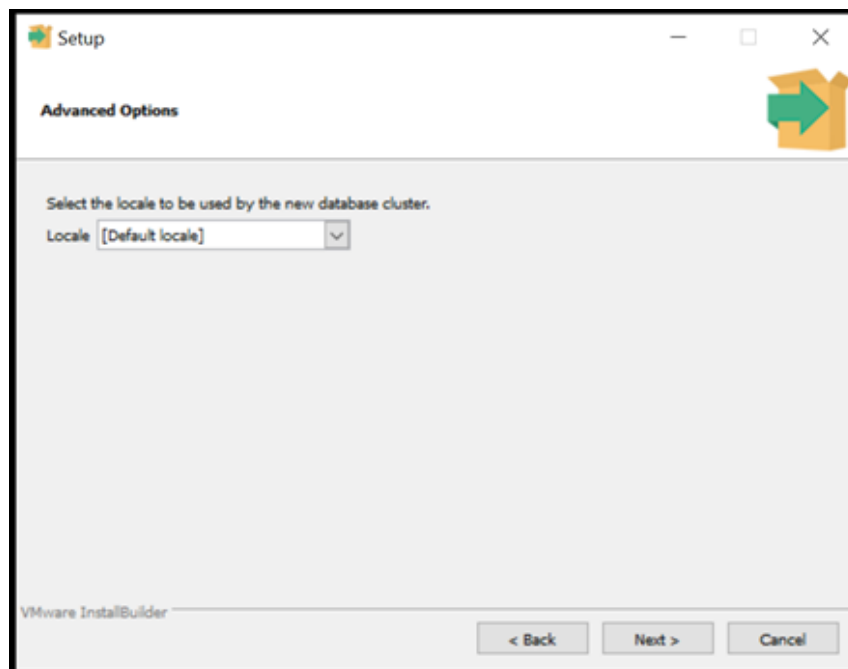 Setup
Advanced Options
Select the locale to be used by the new database cluster.
Locale [Default locale]
VMware InstallBuilder
< Back Next > Cancel